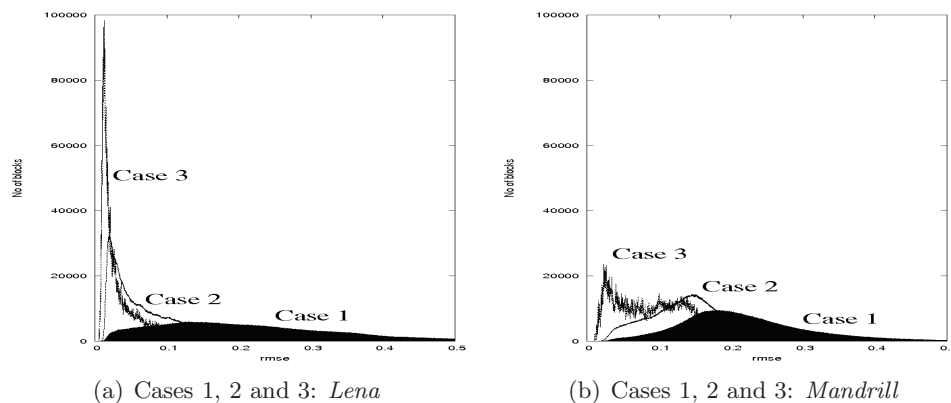 100000
80000
60000
40000
20000
0
No of blocks
Case 3
Case 2
Case 1
0 0.1 0.2 0.3 0.4 0.5
rmse
(a) Cases 1, 2 and 3: Lena
100000
80000
60000
40000
20000
0
No of blocks
Case 3
Case 2
Case 1
0 0.1 0.2 0.3 0.4 0.5
rmse
(b) Cases 1, 2 and 3: Mandrill